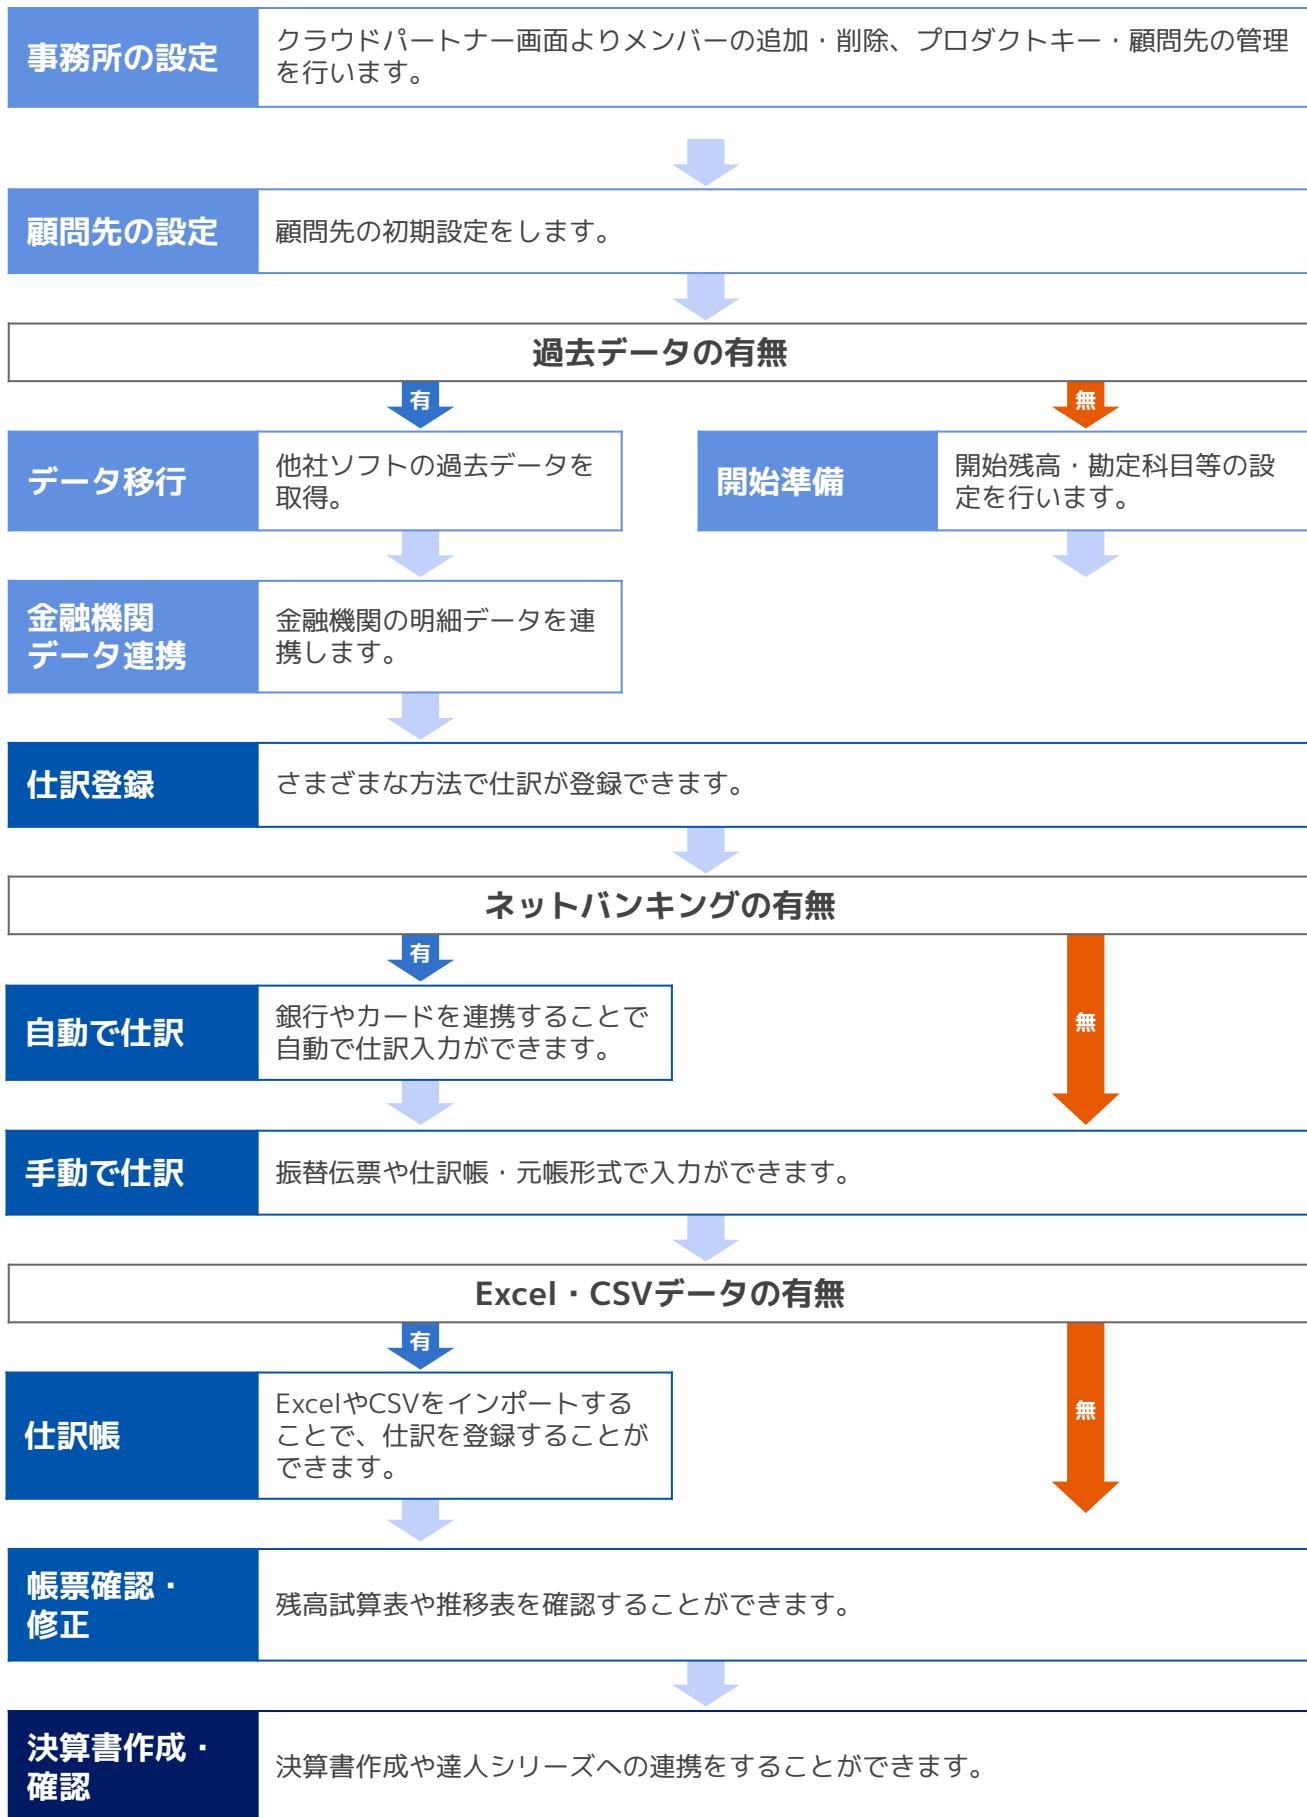 事務所の設定
クラウドパートナー画面よりメンバーの追加・削除、プロダクトキー・顧問先の管理
を行います。
顧問先の設定
顧問先の初期設定をします。
過去データの有無
有
無
データ移行
他社ソフトの過去データを
取得。
開始準備
開始残高・勘定科目等の設
定を行います。
金融機関
データ連携
金融機関の明細データを連
携します。
仕訳登録
さまざまな方法で仕訳が登録できます。
ネットバンキングの有無
有
無
自動で仕訳
銀行やカードを連携することで
自動で仕訳入力ができます。
手動で仕訳
振替伝票や仕訳帳・元帳形式で入力ができます。
Excel・CSVデータの有無
有
無
仕訳帳
ExcelやCSVをインポートする
ことで、仕訳を登録することが
できます。
帳票確認・
修正
残高試算表や推移表を確認することができます。
決算書作成・
確認
決算書作成や達人シリーズへの連携をすることができます。